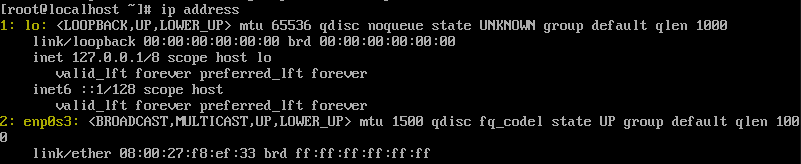 [root@localhost ~]# ip address
1: lo: <LOOPBACK,UP,LOWER_UP> mtu 65536 qdisc noqueue state UNKNOWN group default qlen 1000
    link/loopback 00:00:00:00:00:00 brd 00:00:00:00:00:00
    inet 127.0.0.1/8 scope host lo
       valid_lft forever preferred_lft forever
    inet6 ::1/128 scope host
       valid_lft forever preferred_lft forever
2: enp0s3: <BROADCAST,MULTICAST,UP,LOWER_UP> mtu 1500 qdisc fq_codel state UP group default qlen 100
0
    link/ether 08:00:27:f8:ef:33 brd ff:ff:ff:ff:ff:ff